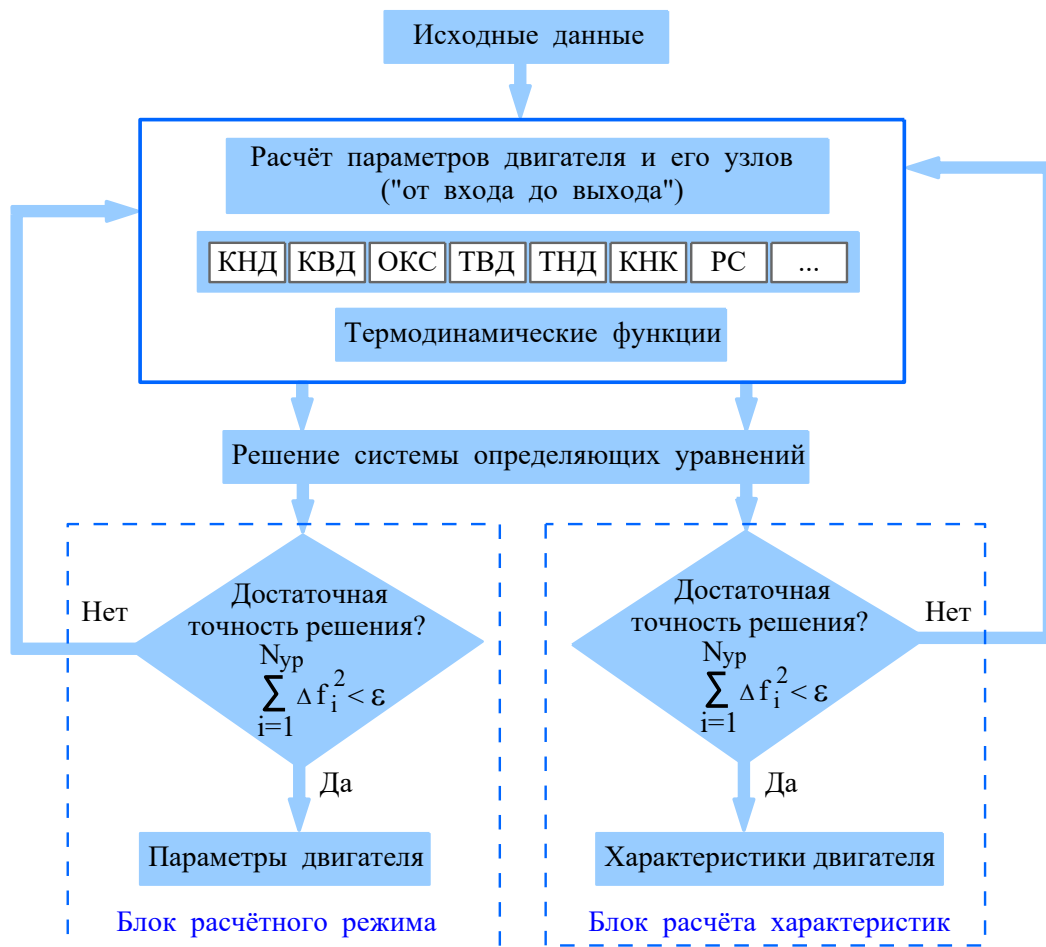 Исходные данные
Расчёт параметров двигателя и его узлов
("от входа до выхода")
КНД КВД ОКС ТВД ТНД КНК РС ...
Термодинамические функции
Решение системы определяющих уравнений
Нет
Достаточная
точность решения?
Nур
∑ Δ f i 2 < ε
i=1
Да
Параметры двигателя
Блок расчётного режима
Достаточная
точность решения?
Nур
∑ Δ f i 2 < ε
i=1
Нет
Да
Характеристики двигателя
Блок расчёта характеристик